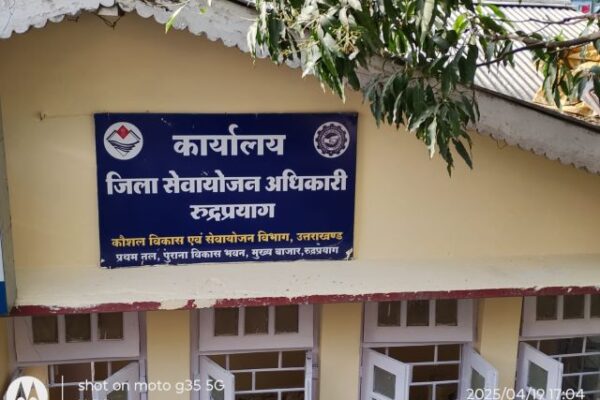 कार्यालय
जिला सेवायोजन अधिकारी
रुद्रप्रयाग
कौशल विकास एवं सेवायोजन विभाग, उत्तराखण्ड
प्रथम तल, पुराना विकास भवन, मुख्य बाजार,रुद्रप्रयाग
shot on moto g35 5G
2025/04/19 17:04